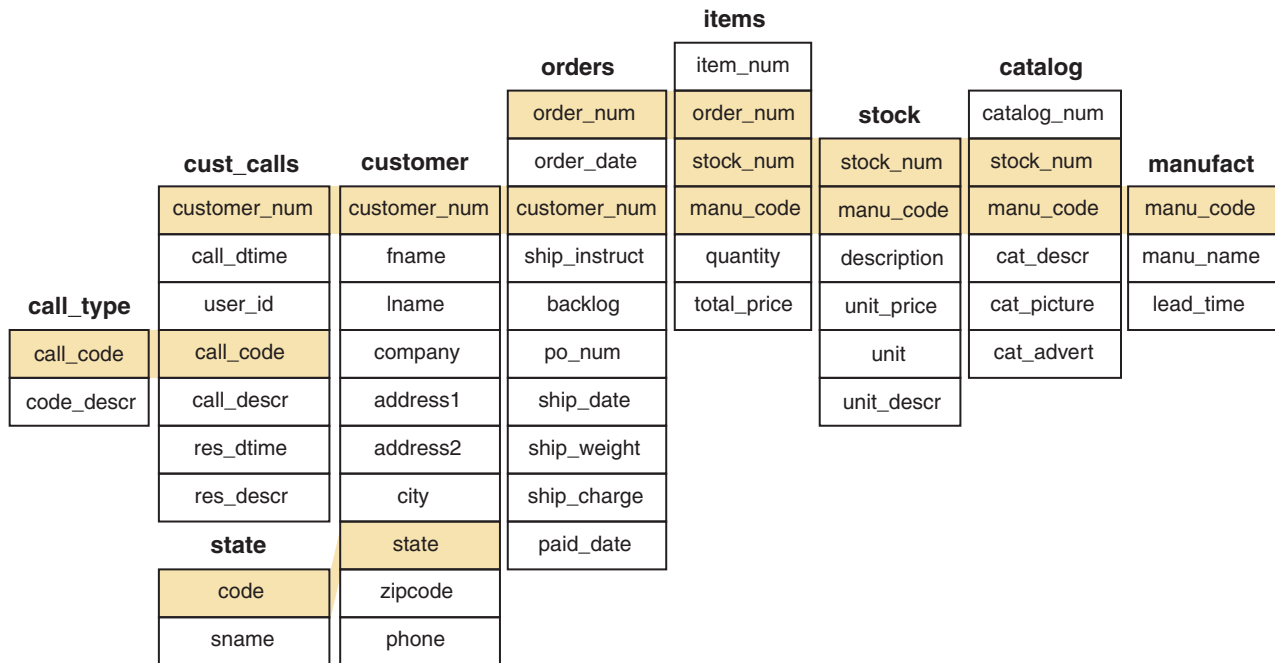 call_type
call_code
code_descr
cust_calls
customer_num
call_dtime
user_id
call_code
call_descr
res_dtime
res_descr
state
code
sname
customer
customer_num
fname
lname
company
address1
address2
city
state
zipcode
phone
orders
order_num
order_date
customer_num
ship_instruct
backlog
po_num
ship_date
ship_weight
ship_charge
paid_date
items
item_num
order_num
stock_num
manu_code
quantity
total_price
stock
stock_num
manu_code
description
unit_price
unit
unit_descr
catalog
catalog_num
stock_num
manu_code
cat_descr
cat_picture
cat_advert
manufact
manu_code
manu_name
lead_time